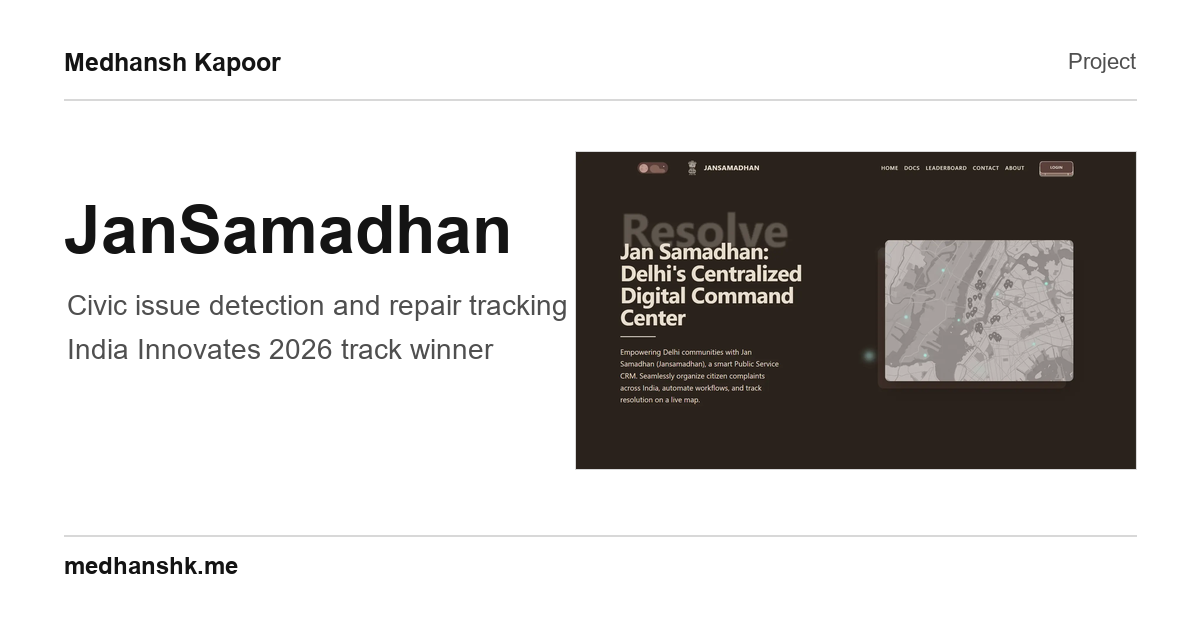 Medhansh Kapoor
Project
JanSamadhan
Civic issue detection and repair tracking
India Innovates 2026 track winner
JANSAMADHAN
HOME DOCS LEADERBOARD CONTACT ABOUT
LOGIN
Resolve
Jan Samadhan:
Delhi's Centralized
Digital Command
Center
Empowering Delhi communities with Jan
Samadhan (Jansamadhan), a smart Public Service
CRM. Seamlessly organize citizen complaints
across India, automate workflows, and track
resolution on a live map.
medhanshk.me